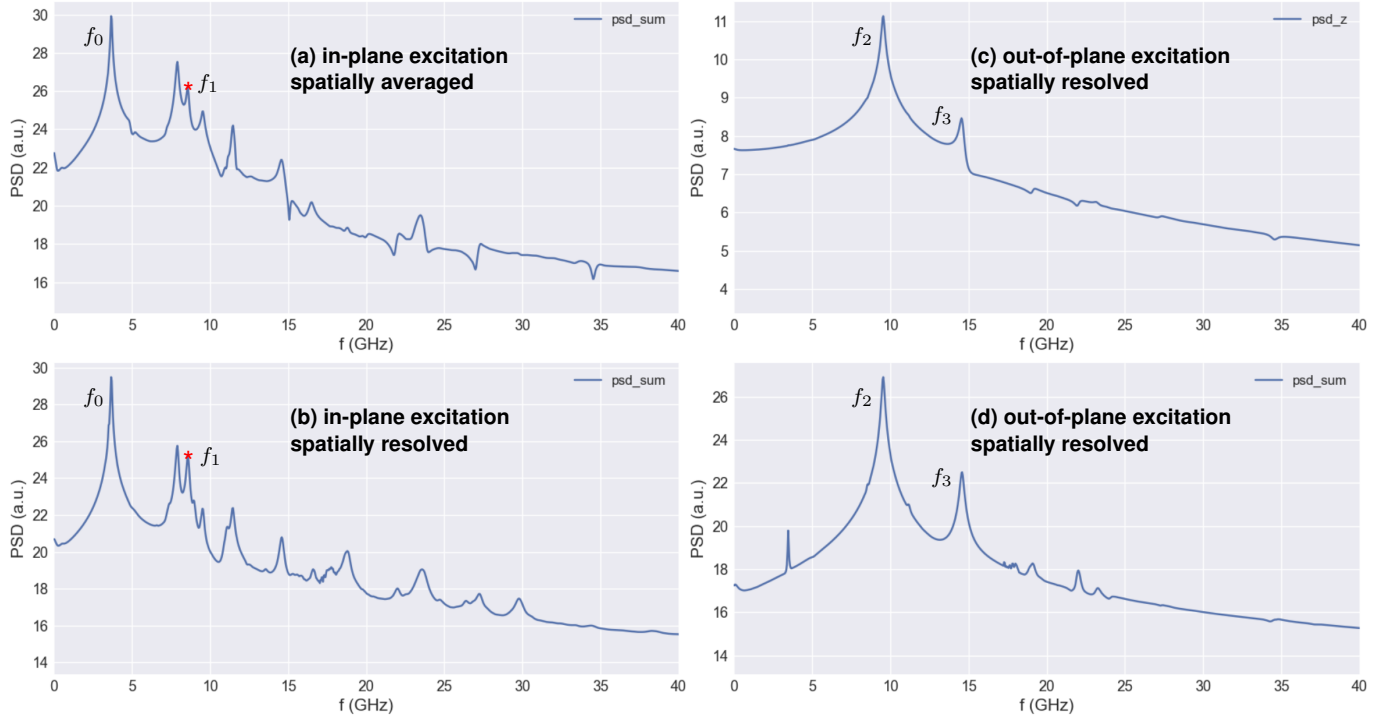 psd_sum
f0
(a) in-plane excitation
spatially averaged
f1
PSD (a.u.)
30
28
26
24
22
20
18
16
0 5 10 15 20 25 30 35 40
f (GHz)
psd_z
f2
(c) out-of-plane excitation
spatially resolved
f3
PSD (a.u.)
11
10
9
8
7
6
5
4
0 5 10 15 20 25 30 35 40
f (GHz)
psd_sum
f0
(b) in-plane excitation
spatially resolved
f1
PSD (a.u.)
30
28
26
24
22
20
18
16
14
0 5 10 15 20 25 30 35 40
f (GHz)
psd_sum
f2
(d) out-of-plane excitation
spatially resolved
f3
PSD (a.u.)
26
24
22
20
18
16
14
0 5 10 15 20 25 30 35 40
f (GHz)